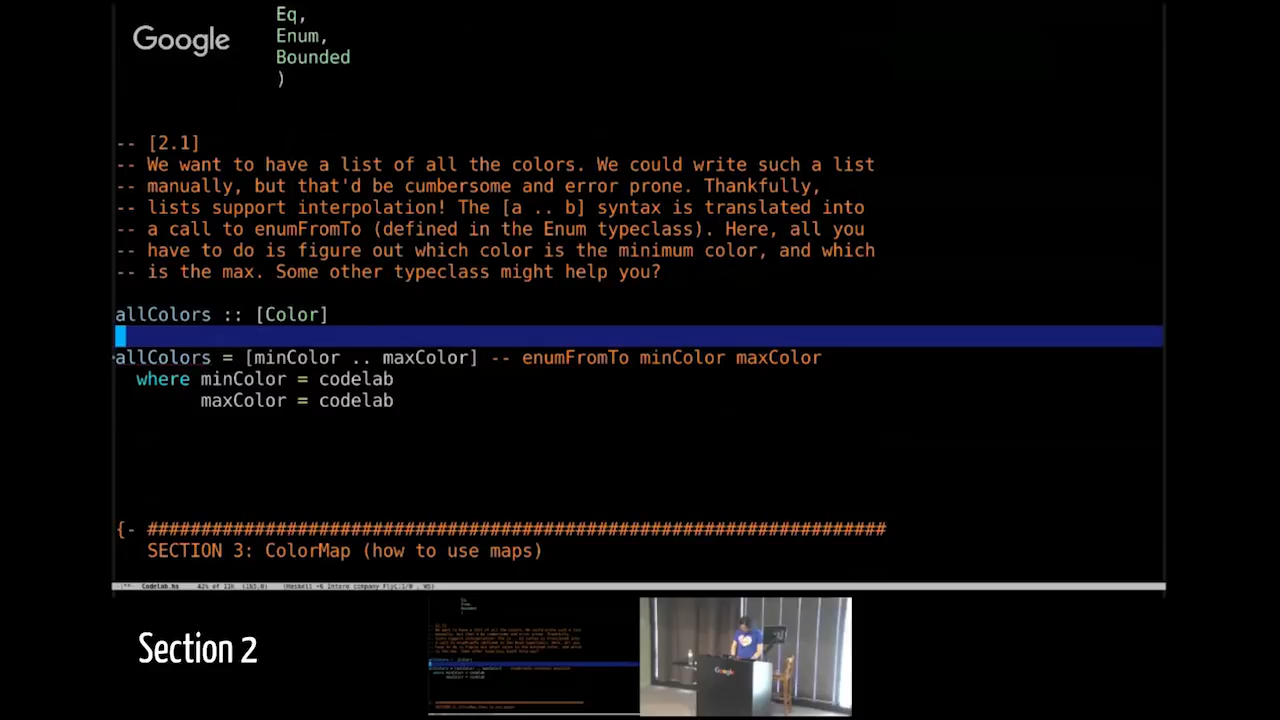 Google
Eq,
Enum,
Bounded
)
-- [2.1]
-- We want to have a list of all the colors. We could write such a list
-- manually, but that'd be cumbersome and error prone. Thankfully,
-- lists support interpolation! The [a .. b] syntax is translated into
-- a call to enumFromTo (defined in the Enum typeclass). Here, all you
-- have to do is figure out which color is the minimum color, and which
-- is the max. Some other typeclass might help you?
allColors :: [Color]
allColors = [minColor .. maxColor] -- enumFromTo minColor maxColor
where minColor = codelab
maxColor = codelab
{- #####################################################################
SECTION 3: ColorMap (how to use maps)
Codelab.hs
Section 2
Google